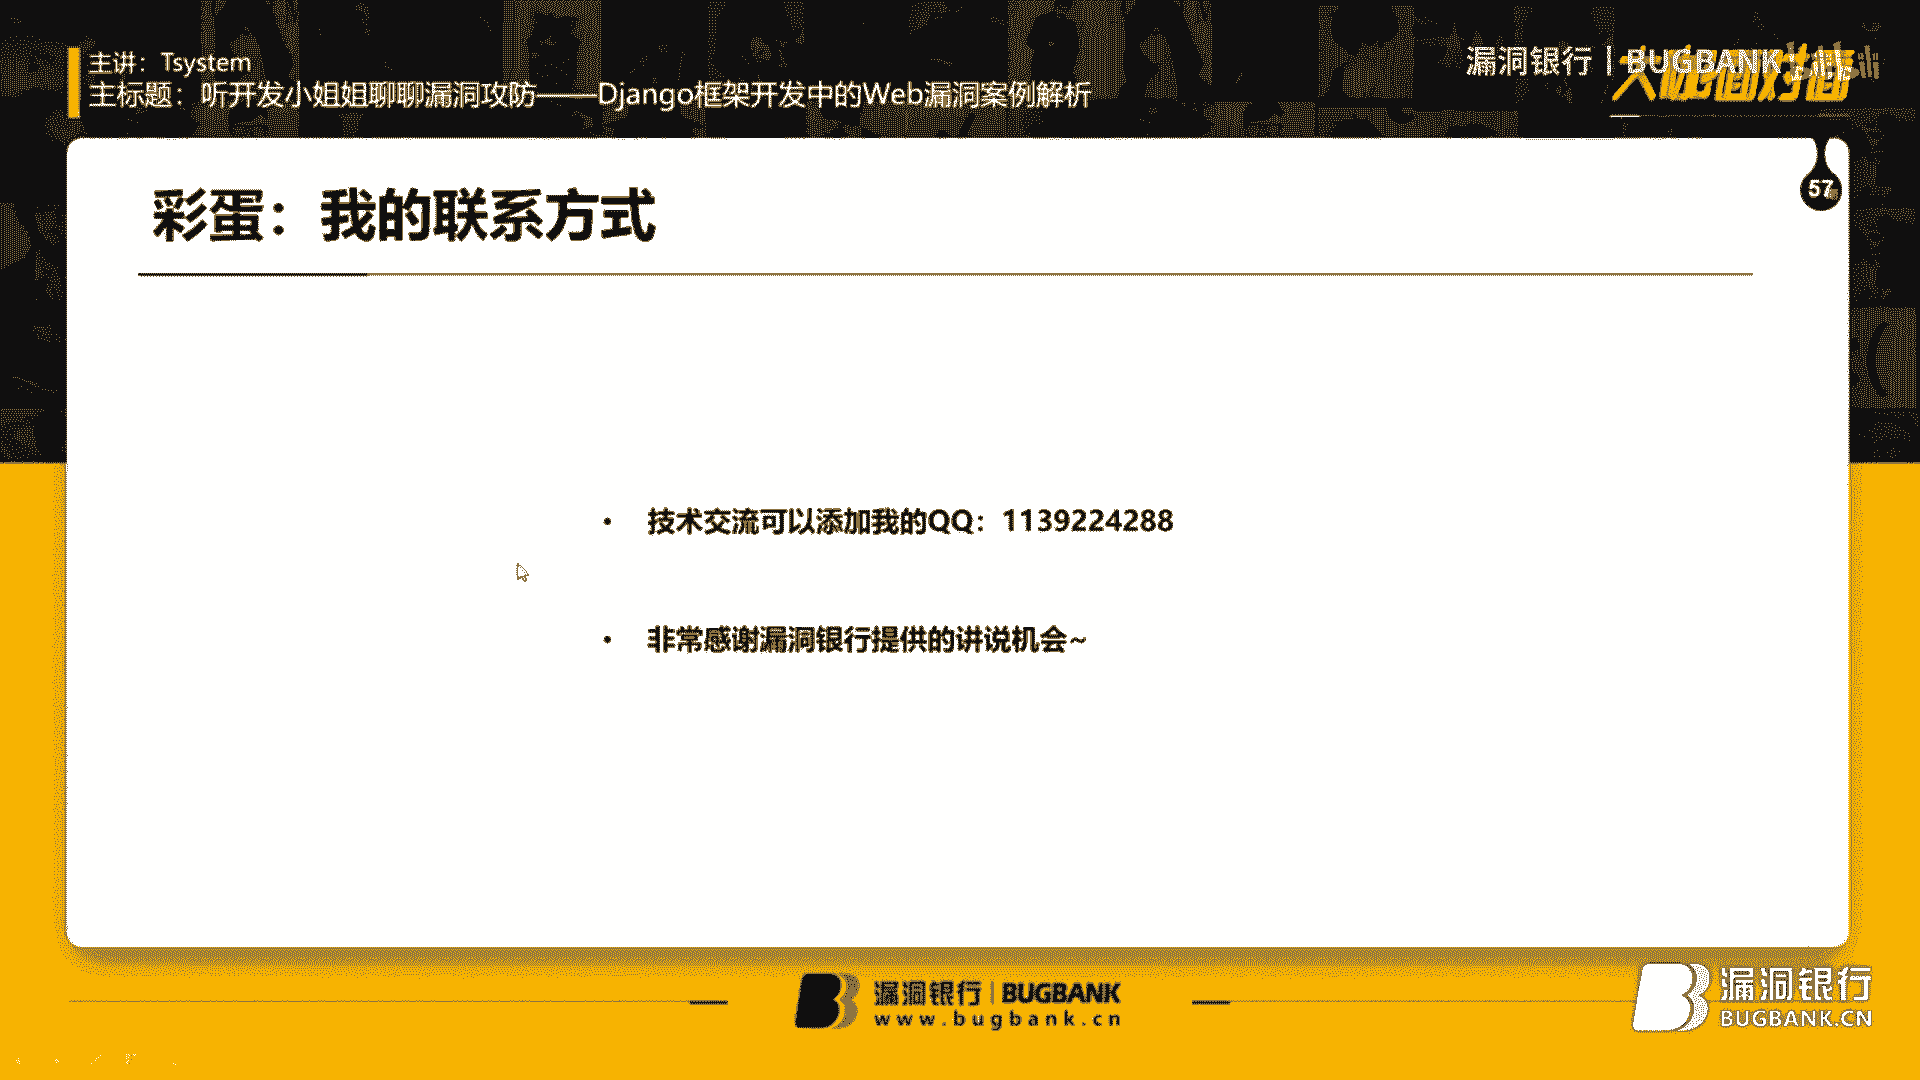 主讲：Tsystem
主标题：听开发小姐姐聊聊漏洞攻防——Django框架开发中的Web漏洞案例解析
漏洞银行 | BUGBANK
大咖面对面
57
彩蛋：我的联系方式
• 技术交流可以添加我的QQ：1139224288
• 非常感谢漏洞银行提供的讲说机会~
漏洞银行 | BUGBANK
www.bugbank.cn
漏洞银行
BUGBANK.CN